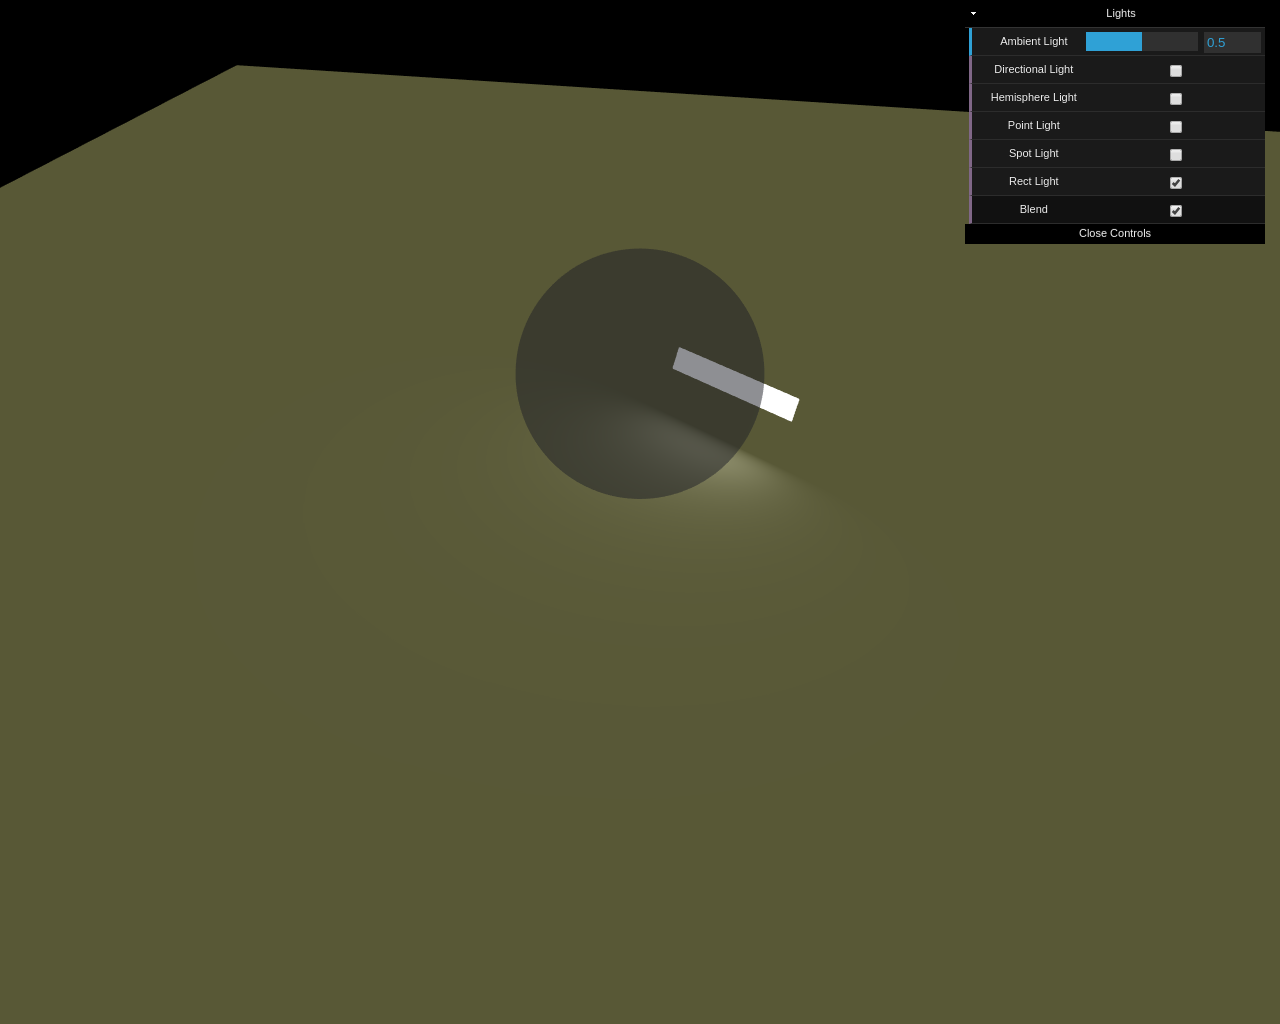 Lights
Ambient Light 0.5
Directional Light
Hemisphere Light
Point Light
Spot Light
Rect Light
Blend
Close Controls